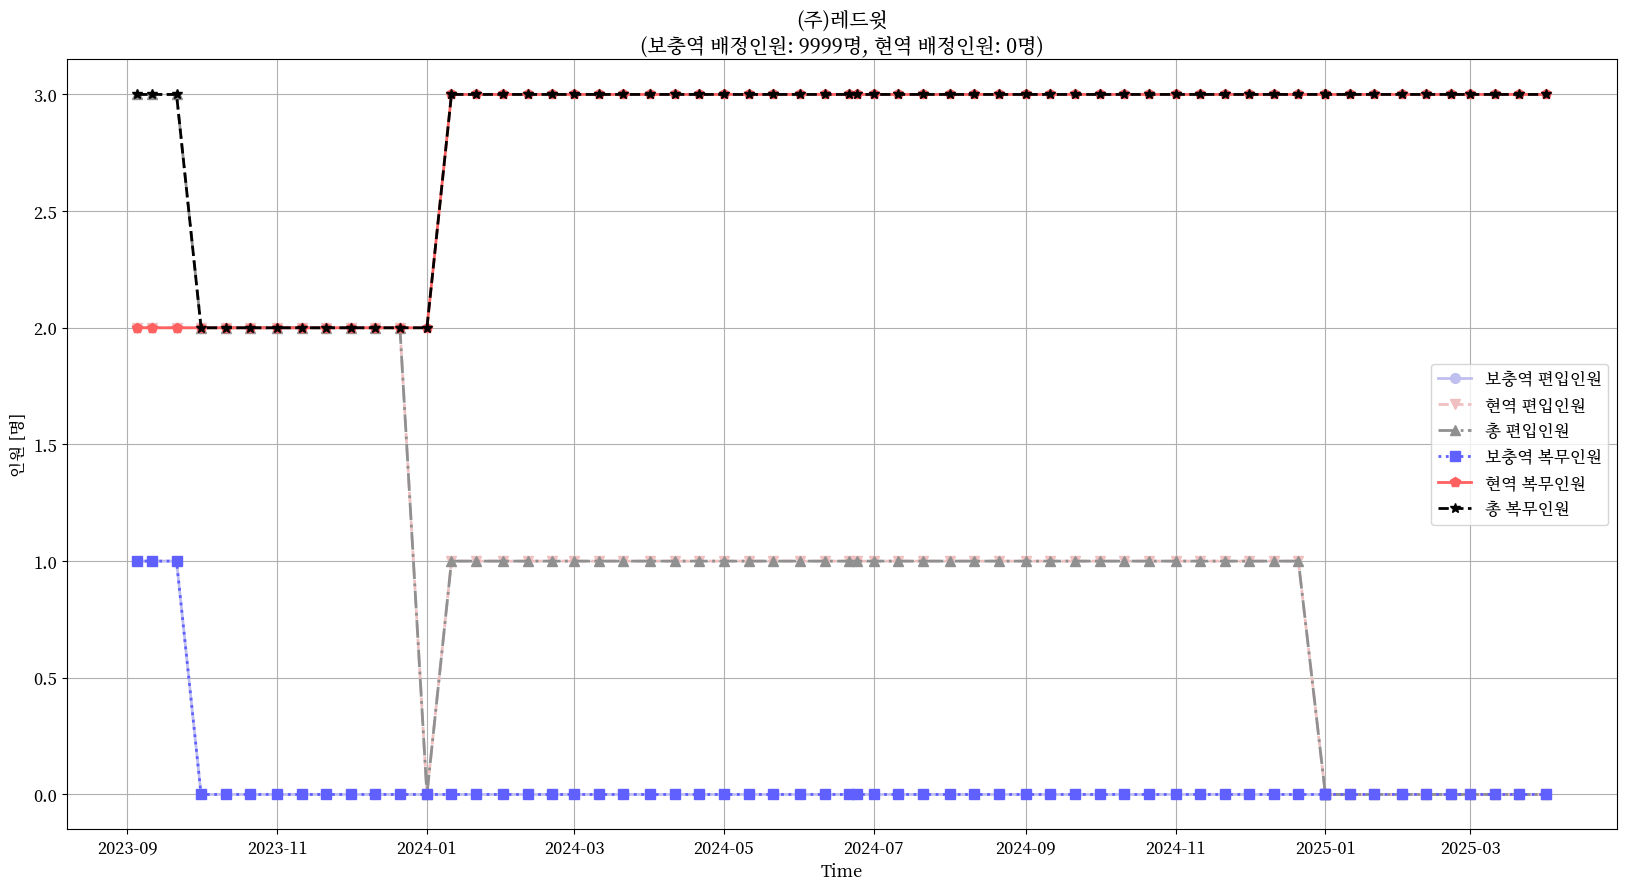 (주)레드윗
(보충역 배정인원: 9999명, 현역 배정인원: 0명)
3.0
2.5
2.0
1.5
1.0
0.5
0.0
인원 [명]
보충역 편입인원
현역 편입인원
총 편입인원
보충역 복무인원
현역 복무인원
총 복무인원
2023-09 2023-11 2024-01 2024-03 2024-05 2024-07 2024-09 2024-11 2025-01 2025-03
Time